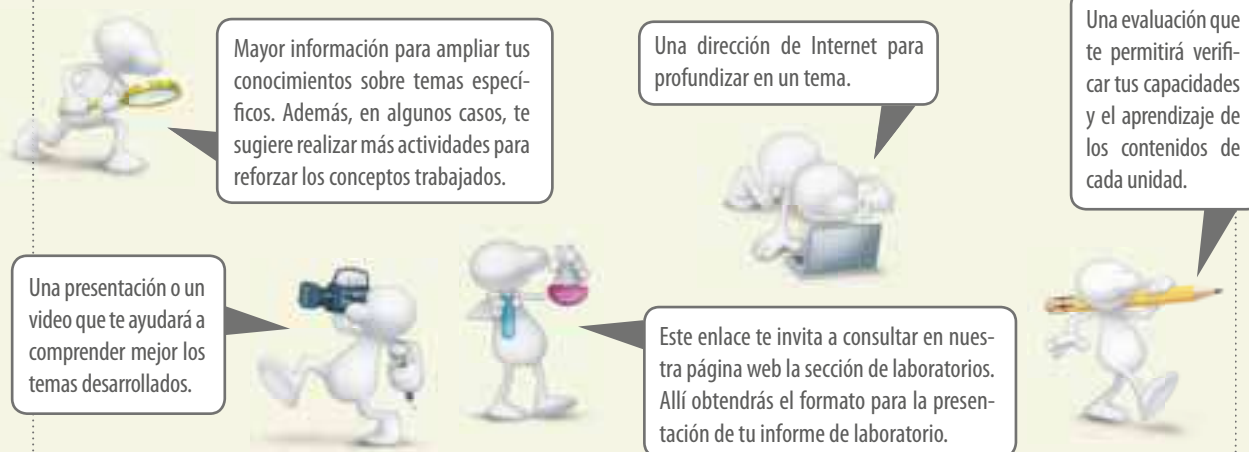 Mayor información para ampliar tus
conocimientos sobre temas especí-
ficos. Además, en algunos casos, te
sugiere realizar más actividades para
reforzar los conceptos trabajados.
Una dirección de Internet para
profundizar en un tema.
Una evaluación que
te permitirá verifi-
car tus capacidades
y el aprendizaje de
los contenidos de
cada unidad.
Una presentación o un
video que te ayudará a
comprender mejor los
temas desarrollados.
Este enlace te invita a consultar en nues-
tra página web la sección de laboratorios.
Allí obtendrás el formato para la presen-
tación de tu informe de laboratorio.